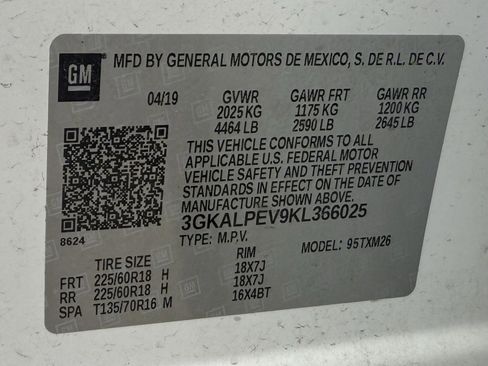 GM
MFD BY GENERAL MOTORS DE MEXICO, S. DE R.L. DE C.V.
04/19 GVWR GAWR FRT GAWR RR
2025 KG 1175 KG 1200 KG
4464 LB 2590 LB 2645 LB
THIS VEHICLE CONFORMS TO ALL
APPLICABLE U.S. FEDERAL MOTOR
VEHICLE SAFETY AND THEFT PREVENTION
STANDARDS IN EFFECT ON THE DATE OF
MANUFACTURE SHOWN ABOVE.
3GKALPEV9KL366025
8624 TYPE: M.P.V. MODEL: 95TXM26
TIRE SIZE RIM
FRT 225/60R18 H 18X7J
RR 225/60R18 H 18X7J
SPA T135/70R16 M 16X4BT